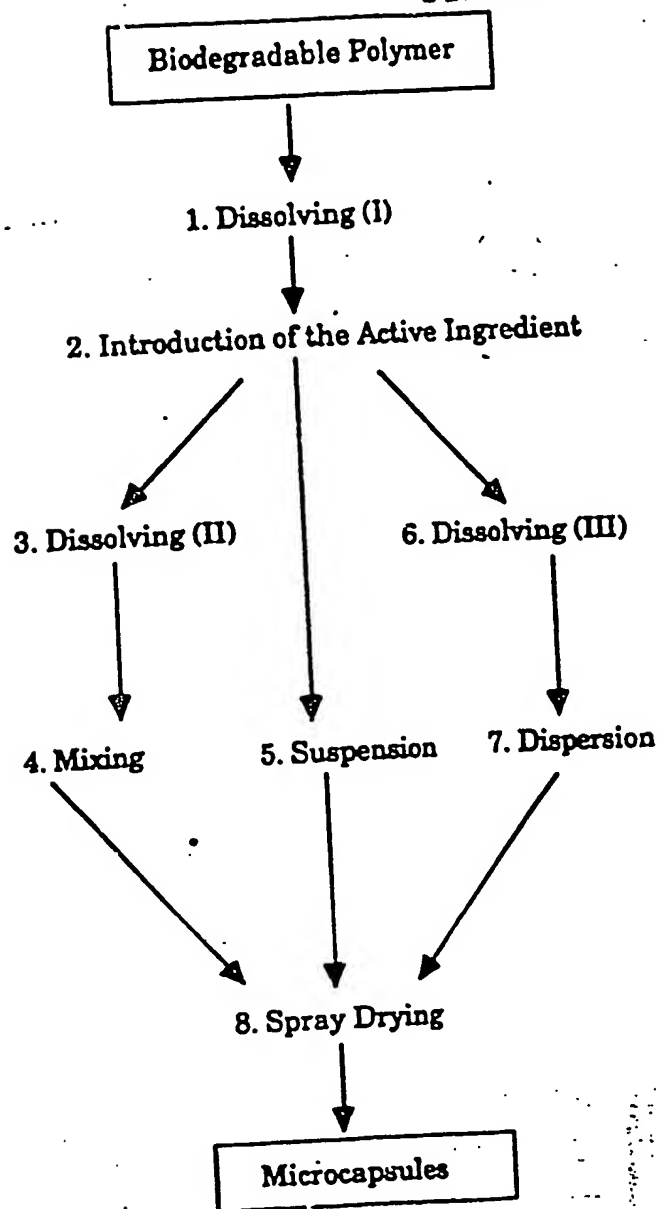 Biodegradable Polymer
1. Dissolving (I)
2. Introduction of the Active Ingredient
3. Dissolving (II)
6. Dissolving (III)
4. Mixing
5. Suspension
7. Dispersion
8. Spray Drying
Microcapsules